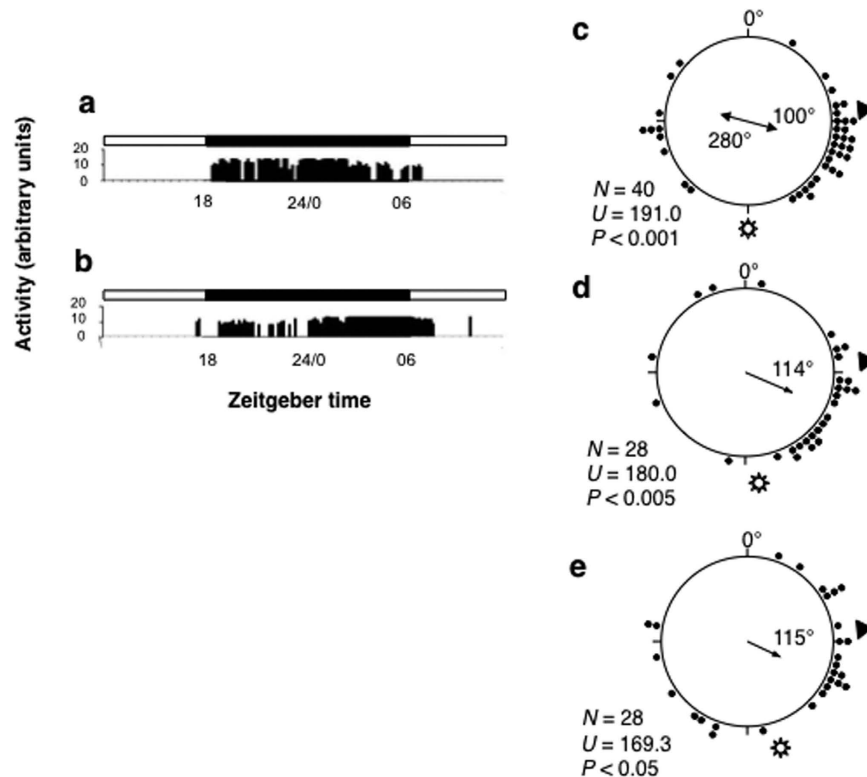 a
Activity (arbitrary units)
20
10
0
18
24/0
06
b
20
10
0
18
24/0
06
Zeitgeber time
c
0°
100°
280°
N = 40
U = 191.0
P < 0.001
d
0°
114°
N = 28
U = 180.0
P < 0.005
e
0°
115°
N = 28
U = 169.3
P < 0.05